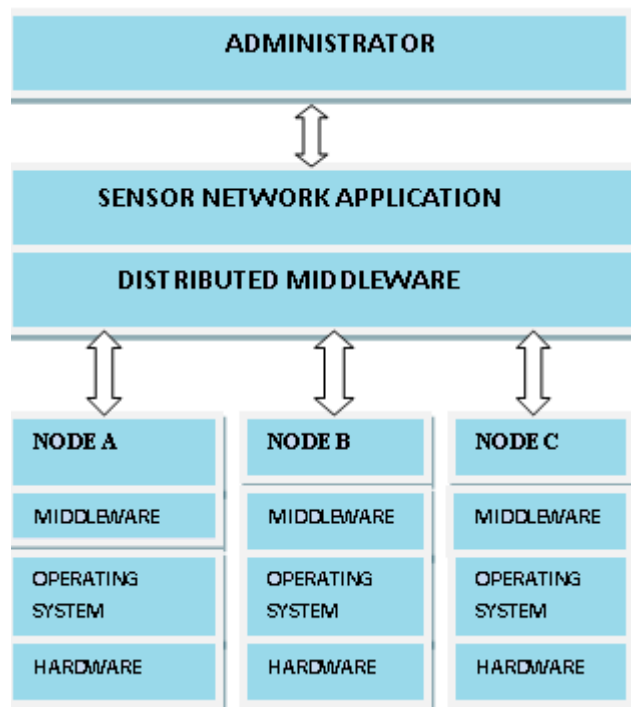 ADMINISTRATOR
SENSOR NETWORK APPLICATION
DISTRIBUTED MIDDLEWARE
NODE A
MIDDLEWARE
OPERATING
SYSTEM
HARDWARE
NODE B
MIDDLEWARE
OPERATING
SYSTEM
HARDWARE
NODE C
MIDDLEWARE
OPERATING
SYSTEM
HARDWARE